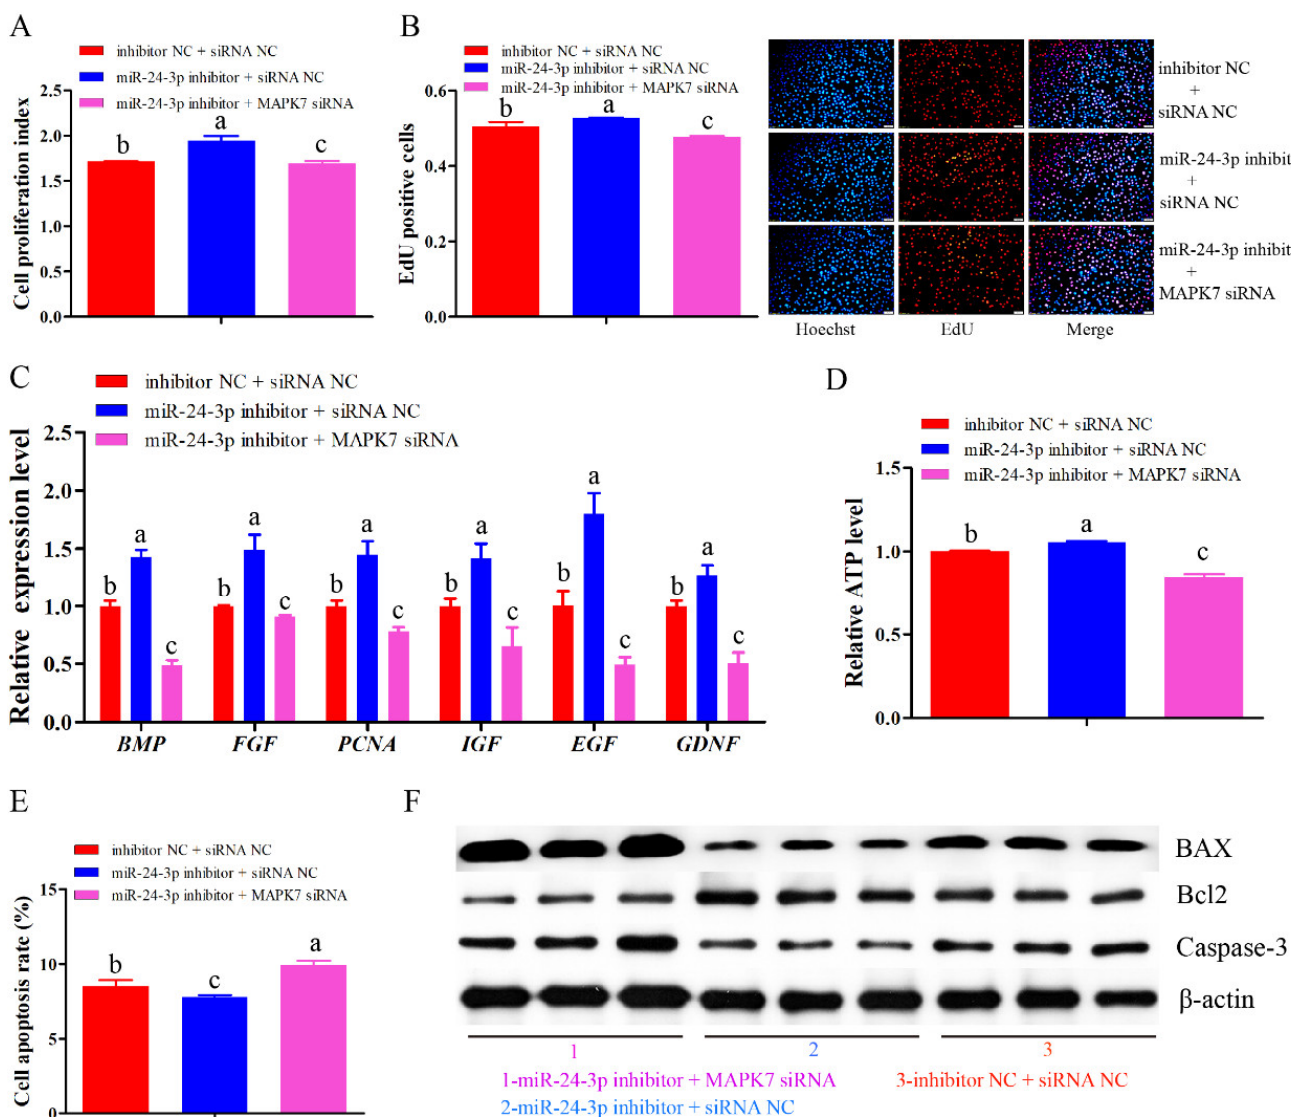 A
inhibitor NC + siRNA NC
miR-24-3p inhibitor + siRNA NC
miR-24-3p inhibitor + MAPK7 siRNA
Cell proliferation index
2.5
2.0
1.5
1.0
0.5
0.0
b
a
c
B
inhibitor NC + siRNA NC
miR-24-3p inhibitor + siRNA NC
miR-24-3p inhibitor + MAPK7 siRNA
EdU positive cells
0.6
0.4
0.2
0.0
b
a
c
inhibitor NC
+
siRNA NC
miR-24-3p inhibit
+
siRNA NC
miR-24-3p inhibit
+
MAPK7 siRNA
Hoechst
EdU
Merge
C
inhibitor NC + siRNA NC
miR-24-3p inhibitor + siRNA NC
miR-24-3p inhibitor + MAPK7 siRNA
Relative expression level
2.5
2.0
1.5
1.0
0.5
0.0
b
a
c
b
a
c
b
a
c
b
a
c
b
a
c
b
a
c
BMP
FGF
PCNA
IGF
EGF
GDNF
D
inhibitor NC + siRNA NC
miR-24-3p inhibitor + siRNA NC
miR-24-3p inhibitor + MAPK7 siRNA
Relative ATP level
1.5
1.0
0.5
0.0
b
a
c
E
inhibitor NC + siRNA NC
miR-24-3p inhibitor + siRNA NC
miR-24-3p inhibitor + MAPK7 siRNA
Cell apoptosis rate (%)
15
10
5
0
b
c
a
F
BAX
Bcl2
Caspase-3
β-actin
1
2
3
1-miR-24-3p inhibitor + MAPK7 siRNA
3-inhibitor NC + siRNA NC
2-miR-24-3p inhibitor + siRNA NC